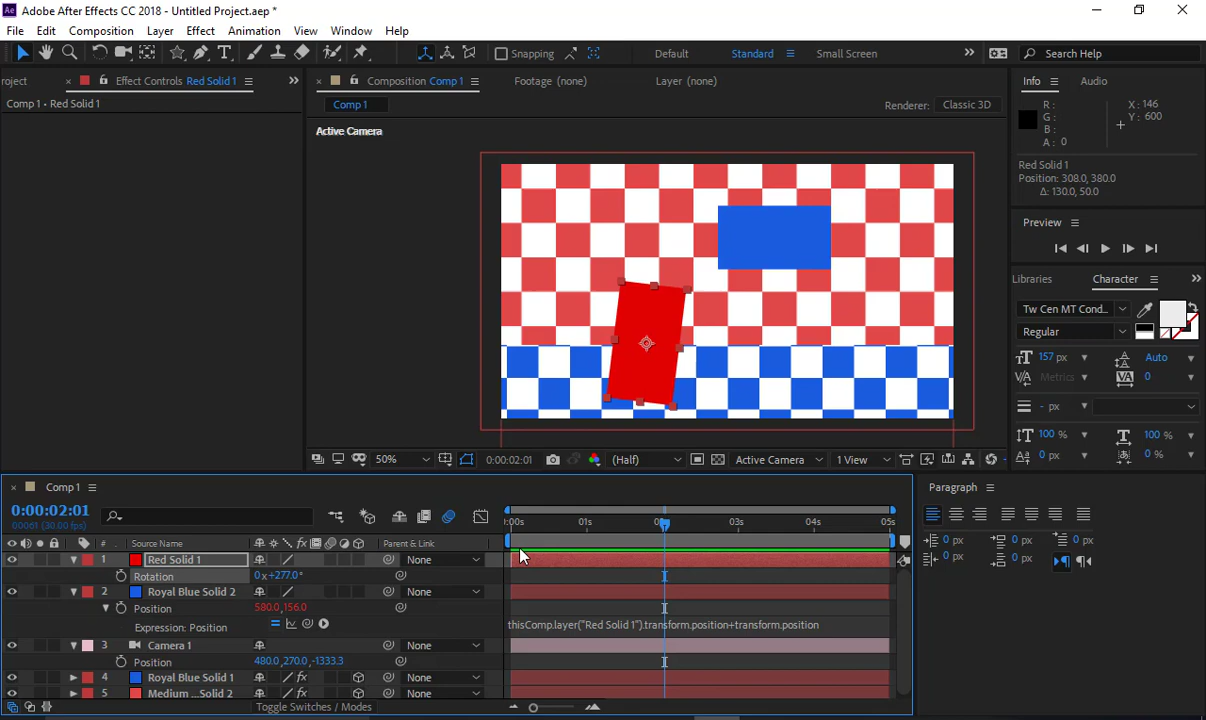 Ae Adobe After Effects CC 2018 - Untitled Project.aep *
File Edit Composition Layer Effect Animation View Window Help
Snapping Default Standard Small Screen Search Help
roject Effect Controls Red Solid 1 Composition Comp 1 Footage (none) Layer (none) Info Audio
Comp 1 • Red Solid 1 Comp 1 Renderer: Classic 3D
Active Camera
R: X: 146
G: Y: 600
B:
A: 0
Red Solid 1
Position: 308.0, 380.0
Δ: 130.0, 50.0
Preview
Libraries Character
Tw Cen MT Cond...
Regular
157 px Auto
Metrics 0
- px
100 % 100 %
0 px 0 %
50% 0:00:02:01 (Half) Active Camera 1 View
Comp 1
0:00:02:01
00061 (30.00 fps)
:00s 01s 02s 03s 04s 05s
# Source Name Parent & Link
1 Red Solid 1 None
Rotation 0x+277.0°
2 Royal Blue Solid 2 None
Position 580.0,156.0
Expression: Position thisComp.layer("Red Solid 1").transform.position+transform.position
3 Camera 1 None
Position 480.0,270.0,-1333.3
4 Royal Blue Solid 1 None
5 Medium ...Solid 2 None
Toggle Switches / Modes
Paragraph
0 px 0 px
0 px 0 px 0 px